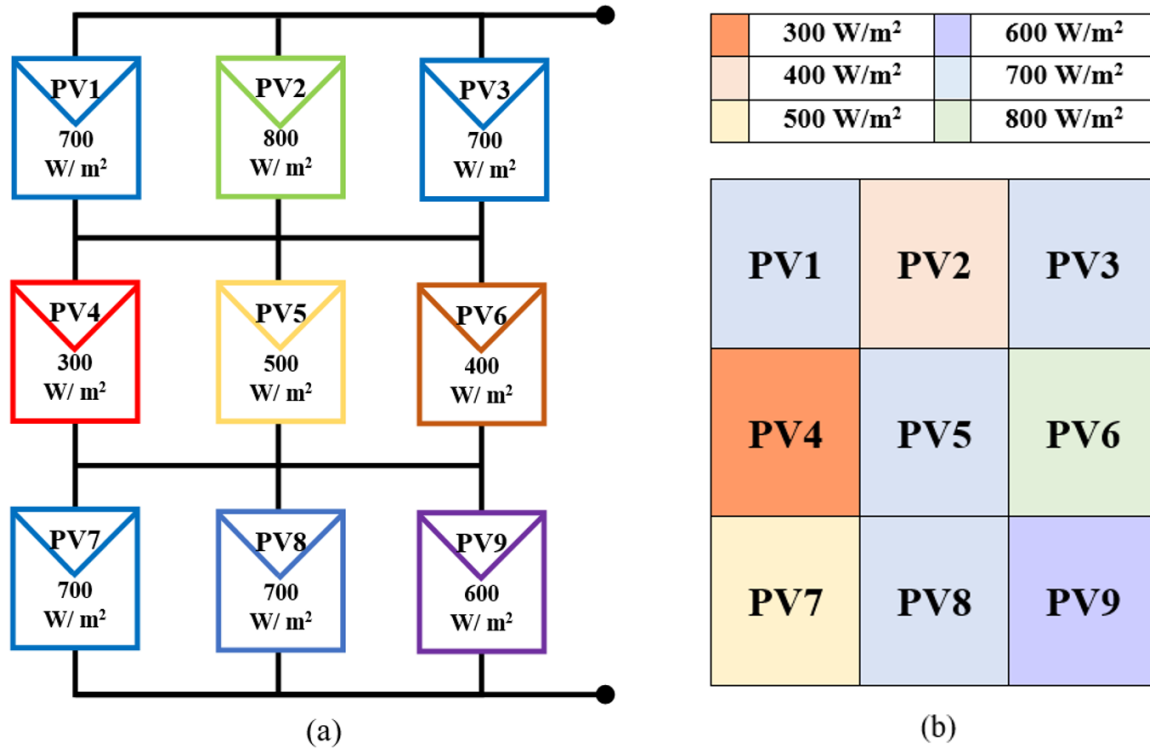 PV1
700
W/ m²
PV2
800
W/ m²
PV3
700
W/ m²
PV4
300
W/ m²
PV5
500
W/ m²
PV6
400
W/ m²
PV7
700
W/ m²
PV8
700
W/ m²
PV9
600
W/ m²
(a)
300 W/m² 600 W/m²
400 W/m² 700 W/m²
500 W/m² 800 W/m²
PV1 PV2 PV3
PV4 PV5 PV6
PV7 PV8 PV9
(b)